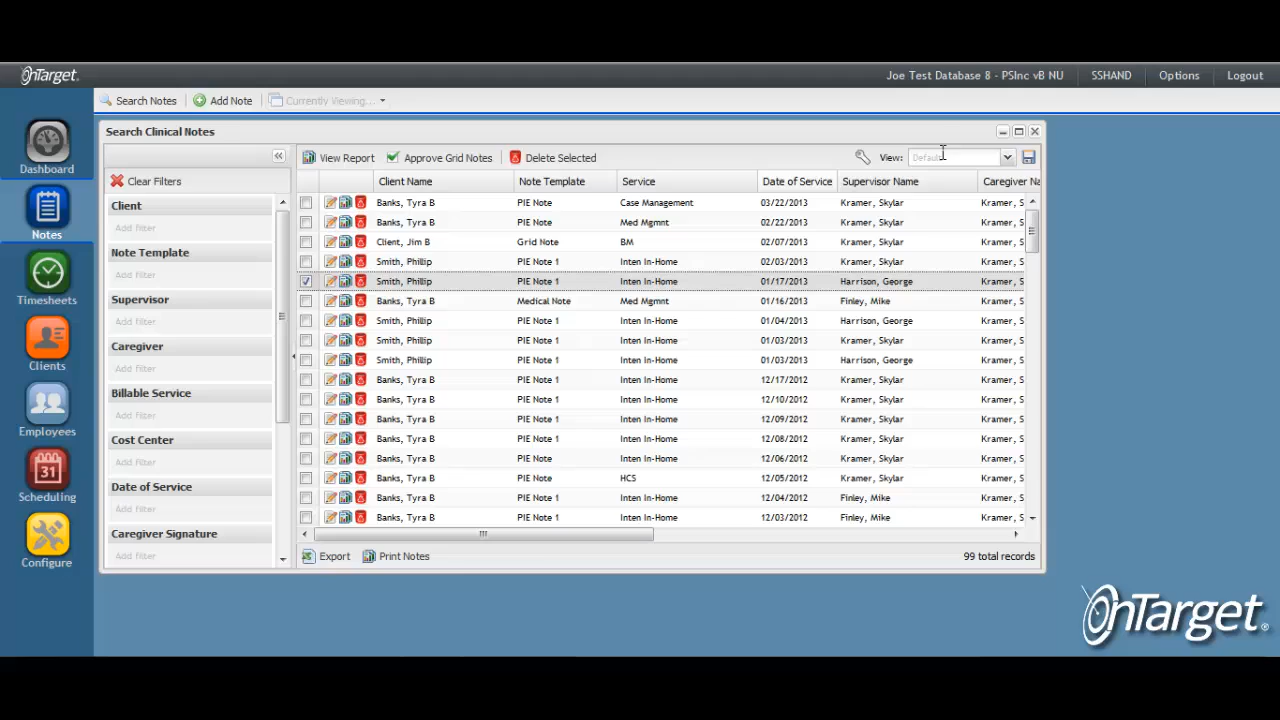 OnTarget. Joe Test Database 8 - PSInc vB NU SSHAND Options Logout
Search Notes Add Note Currently Viewing...
Dashboard
Notes
Timesheets
Clients
Employees
31
Scheduling
Configure
Search Clinical Notes
Clear Filters
Client
Add filter
Note Template
Add filter
Supervisor
Add filter
Caregiver
Add filter
Billable Service
Add filter
Cost Center
Add filter
Date of Service
Add filter
Caregiver Signature
Add filter
View Report Approve Grid Notes Delete Selected View: Default
Client Name Note Template Service Date of Service Supervisor Name Caregiver Na
Banks, Tyra B PIE Note Case Management 03/22/2013 Kramer, Skylar Kramer, S
Banks, Tyra B PIE Note Med Mgmnt 02/22/2013 Kramer, Skylar Kramer, S
Client, Jim B Grid Note BM 02/07/2013 Kramer, Skylar Kramer, S
Smith, Phillip PIE Note 1 Inten In-Home 02/03/2013 Kramer, Skylar Kramer, S
Smith, Phillip PIE Note 1 Inten In-Home 01/17/2013 Harrison, George Kramer, S
Banks, Tyra B Medical Note Med Mgmnt 01/16/2013 Finley, Mike Kramer, S
Smith, Phillip PIE Note 1 Inten In-Home 01/04/2013 Harrison, George Kramer, S
Smith, Phillip PIE Note 1 Inten In-Home 01/03/2013 Kramer, Skylar Kramer, S
Smith, Phillip PIE Note 1 Inten In-Home 01/03/2013 Harrison, George Kramer, S
Banks, Tyra B PIE Note 1 Inten In-Home 12/17/2012 Kramer, Skylar Kramer, S
Banks, Tyra B PIE Note 1 Inten In-Home 12/10/2012 Kramer, Skylar Kramer, S
Banks, Tyra B PIE Note 1 Inten In-Home 12/09/2012 Kramer, Skylar Kramer, S
Banks, Tyra B PIE Note 1 Inten In-Home 12/08/2012 Kramer, Skylar Kramer, S
Banks, Tyra B PIE Note 1 Inten In-Home 12/06/2012 Kramer, Skylar Kramer, S
Banks, Tyra B PIE Note HCS 12/05/2012 Kramer, Skylar Kramer, S
Banks, Tyra B PIE Note 1 Inten In-Home 12/04/2012 Finley, Mike Kramer, S
Banks, Tyra B PIE Note 1 Inten In-Home 12/03/2012 Finley, Mike Kramer, S
Export Print Notes 99 total records
OnTarget.